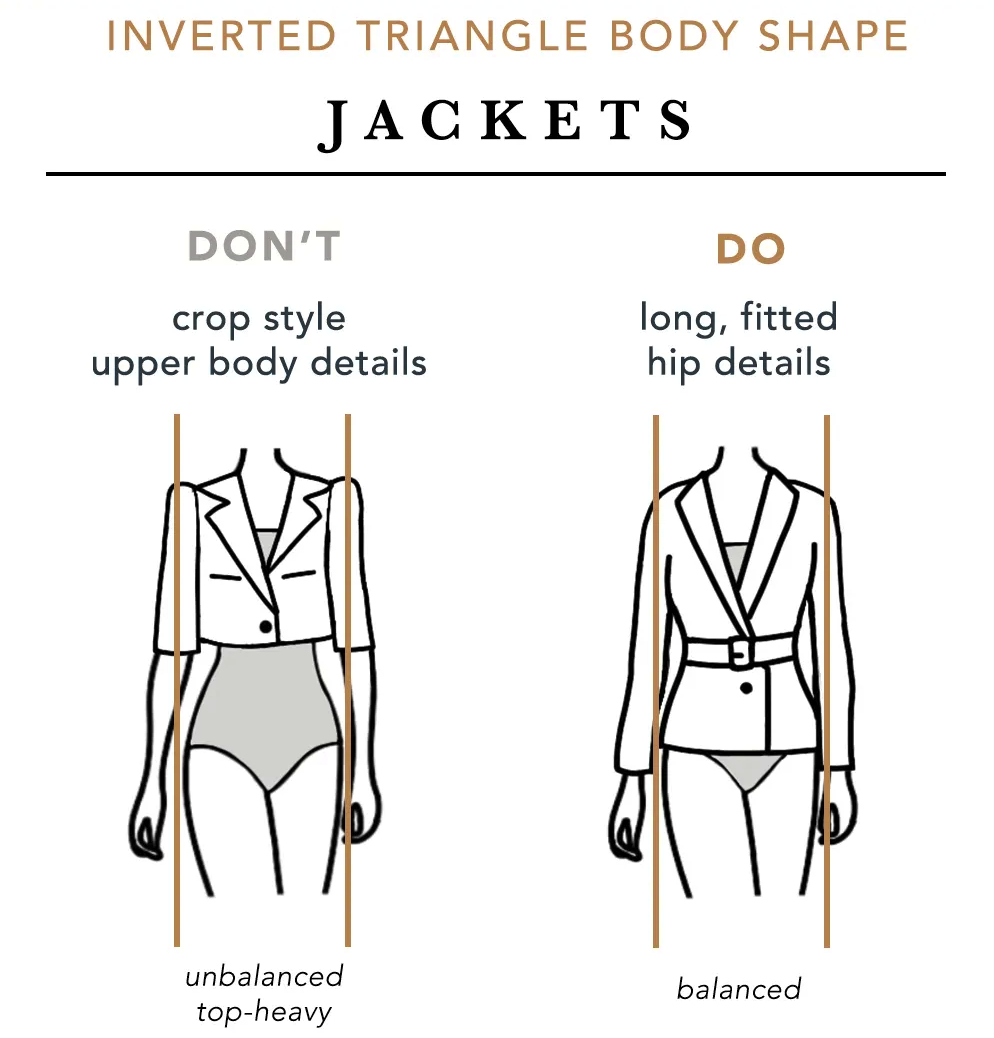 INVERTED TRIANGLE BODY SHAPE
JACKETS
DON'T
crop style
upper body details
DO
long, fitted
hip details
unbalanced
top-heavy
balanced